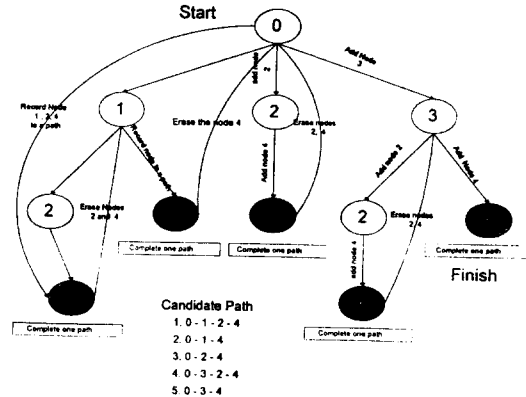 Start
0
Add Node
3
add node
2
Record Node
1, 2, 4
to a path
1
Erase the node 4
2
Erase nodes
2, 4
3
Add node 4
Add node 2
Add Node 4
2
Erase Nodes
2 and 4
2
Erase nodes
2, 4
Complete one path
Complete one path
Complete one path
add node 4
Finish
Complete one path
Complete one path
Candidate Path
1. 0 - 1 - 2 - 4
2. 0 - 1 - 4
3. 0 - 2 - 4
4. 0 - 3 - 2 - 4
5. 0 - 3 - 4